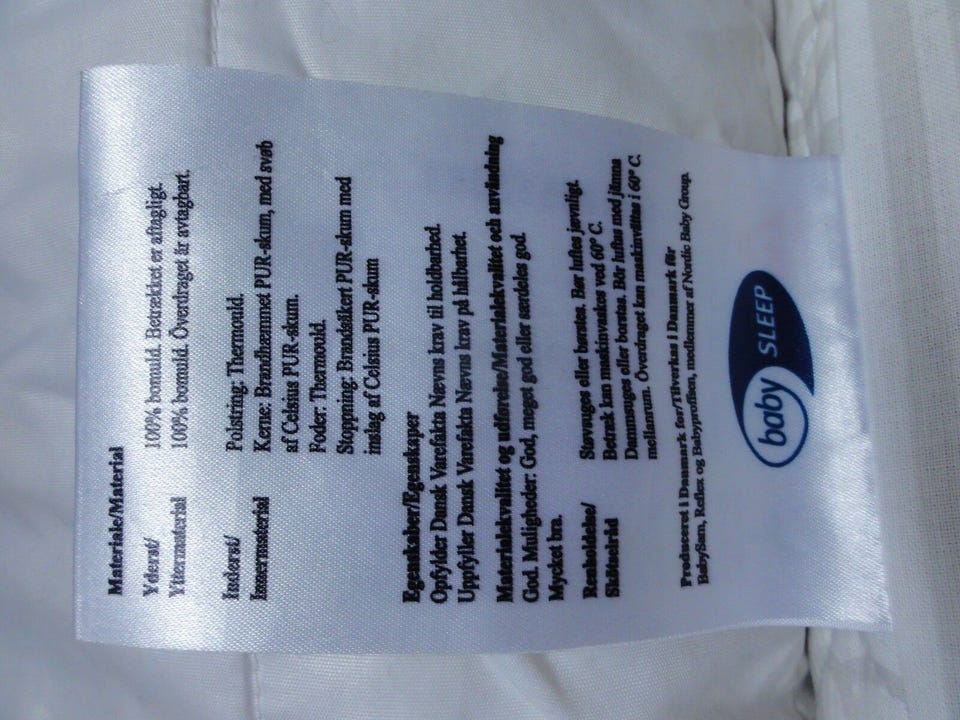 Materiale/Material
Yderst/ 100% bomuld. Betrækket er aftageligt.
Yttermaterial 100% bomuld. Överdraget är avtagbart.
Inderst/ Polstring: Thermould.
Innermaterial Kerne: Brandhæmmet PUR-skum, med svøb
af Celsius PUR-skum.
Foder: Thermould.
Stoppning: Brandsäkert PUR-skum med
inslag af Celsius PUR-skum
Egenskaber/Egenskaper
Opfylder Dansk Varefakta Nævns krav til holdbarhed.
Uppfyller Dansk Varefakta Nævns krav på hållbarhet.
Materialekvalitet og udførelse/Materialekvalitet och användning
God. Muligheder: God, meget god eller særdeles god.
Mycket bra.
Renholdelse/ Støvsuges eller børstes. Bør luftes jævnligt.
Skötselråd Betræk kan maskinvaskes ved 60° C.
Dammsuges eller borstas. Bör luftas med jämna
mellanrum. Överdraget kan maskintvättas i 60° C.
Produceret i Danmark for/Tilverkas i Danmark för
BabySam, Reflex og Babyproffsen, medlemmer af Nordic Baby Group.
baby SLEEP